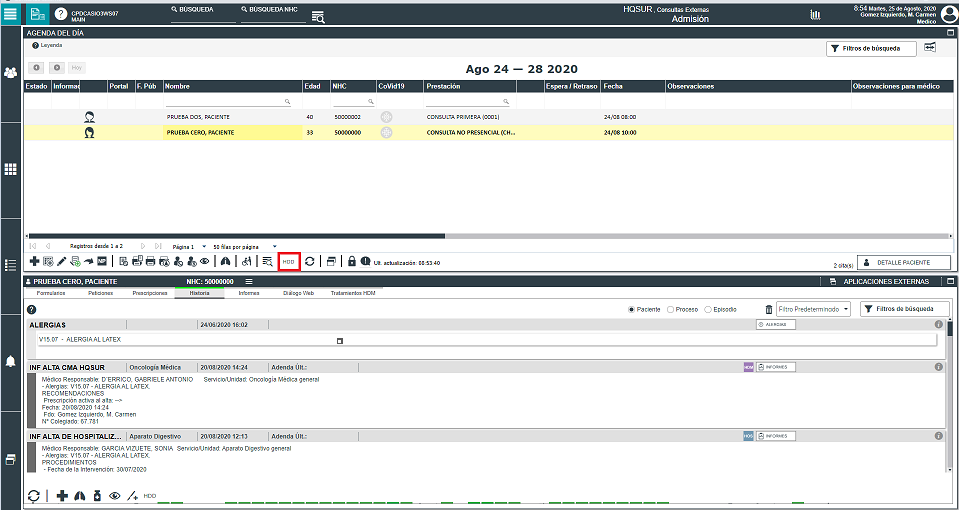 CPDCASIO3WS07
MAIN
BÚSQUEDA
BÚSQUEDA NHC
HQSUR , Consultas Externas
Admisión
8:54 Martes, 25 de Agosto, 2020
Gomez Izquierdo, M. Carmen
Medico
AGENDA DEL DÍA
Leyenda
Filtros de búsqueda
Hoy
Ago 24 — 28 2020
Estado Informac Portal F. Púb Nombre Edad NHC CoVid19 Prestación Espera / Retraso Fecha Observaciones Observaciones para médico
PRUEBA DOS, PACIENTE 40 50000002 CONSULTA PRIMERA (0001) 24/08 08:00
PRUEBA CERO, PACIENTE 33 50000000 CONSULTA NO PRESENCIAL (CH... 24/08 10:00
Registros desde 1 a 2 Página 1 50 filas por página
NP HDD Ult. actualización: 08:53:40 2 cita(s) DETALLE PACIENTE
PRUEBA CERO, PACIENTE NHC: 50000000 APLICACIONES EXTERNAS
Formularios Peticiones Prescripciones Historia Informes Diálogo Web Tratamientos HDM
Paciente Proceso Episodio Filtro Predeterminado Filtros de búsqueda
ALERGIAS 24/06/2020 16:02 ALERGIAS
V15.07 - ALERGIA AL LATEX
INF ALTA CMA HQSUR Oncología Médica 20/08/2020 14:24 Adenda Últ.: HDM INFORMES
Médico Responsable: D'ERRICO, GABRIELE ANTONIO Servicio/Unidad: Oncología Médica general
- Alergias: V15.07 - ALERGIA AL LATEX.
RECOMENDACIONES
Prescripción activa al alta: -->
Fecha: 20/08/2020 14:24
Fdo: Gomez Izquierdo, M. Carmen
Nº Colegiado: 67.781
INF ALTA DE HOSPITALIZ... Aparato Digestivo 20/08/2020 12:13 Adenda Últ.: HOS INFORMES
Médico Responsable: GARCIA VIZUETE, SONIA Servicio/Unidad: Aparato Digestivo general
- Alergias: V15.07 - ALERGIA AL LATEX.
PROCEDIMIENTOS
- Fecha de la Intervención: 30/07/2020
HDD